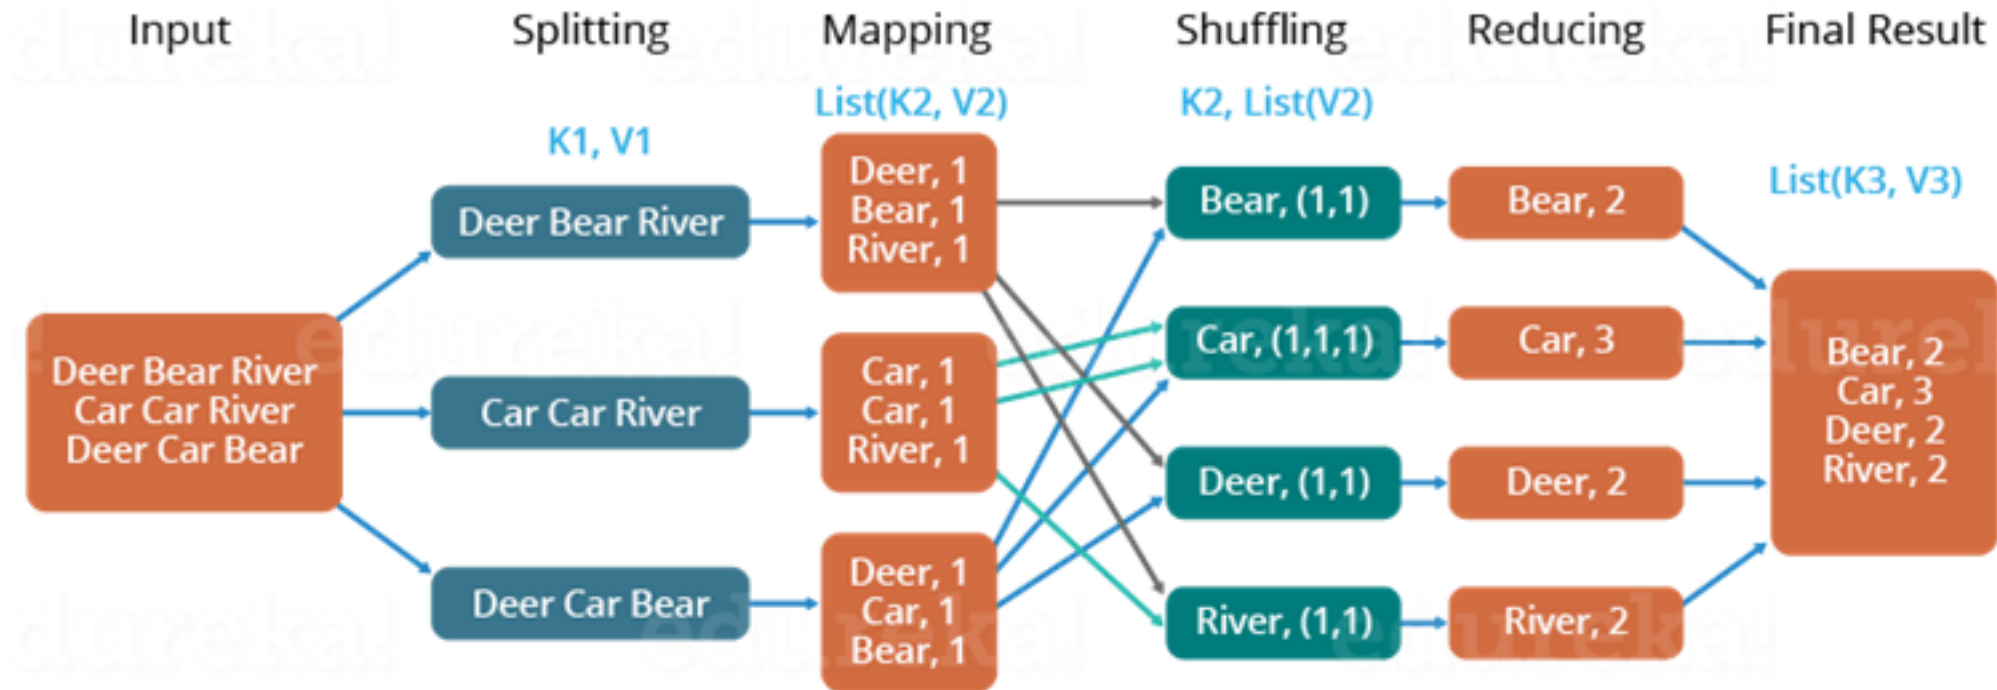 Input
Splitting
Mapping
Shuffling
Reducing
Final Result
K1, V1
List(K2, V2)
K2, List(V2)
List(K3, V3)
Deer Bear River
Car Car River
Deer Car Bear
Deer Bear River
Car Car River
Deer Car Bear
Deer, 1
Bear, 1
River, 1
Car, 1
Car, 1
River, 1
Deer, 1
Car, 1
Bear, 1
Bear, (1,1)
Car, (1,1,1)
Deer, (1,1)
River, (1,1)
Bear, 2
Car, 3
Deer, 2
River, 2
Bear, 2
Car, 3
Deer, 2
River, 2
edureka!